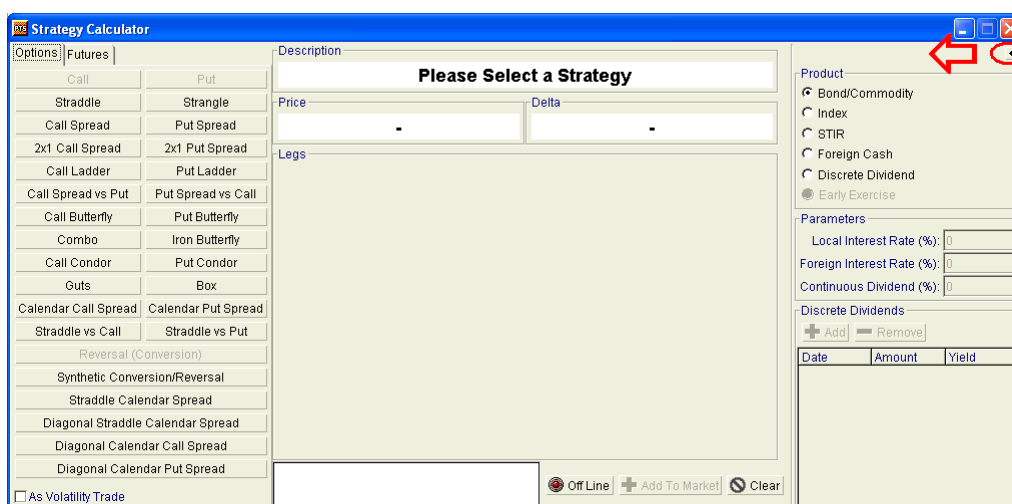 Strategy Calculator
Options Futures
Call Put
Straddle Strangle
Call Spread Put Spread
2x1 Call Spread 2x1 Put Spread
Call Ladder Put Ladder
Call Spread vs Put Put Spread vs Call
Call Butterfly Put Butterfly
Combo Iron Butterfly
Call Condor Put Condor
Guts Box
Calendar Call Spread Calendar Put Spread
Straddle vs Call Straddle vs Put
Reversal (Conversion)
Synthetic Conversion/Reversal
Straddle Calendar Spread
Diagonal Straddle Calendar Spread
Diagonal Calendar Call Spread
Diagonal Calendar Put Spread
As Volatility Trade
Description
Please Select a Strategy
Price Delta
- -
Legs
Off Line Add To Market Clear
Product
Bond/Commodity
Index
STIR
Foreign Cash
Discrete Dividend
Early Exercise
Parameters
Local Interest Rate (%): 0
Foreign Interest Rate (%): 0
Continuous Dividend (%): 0
Discrete Dividends
Add Remove
Date Amount Yield